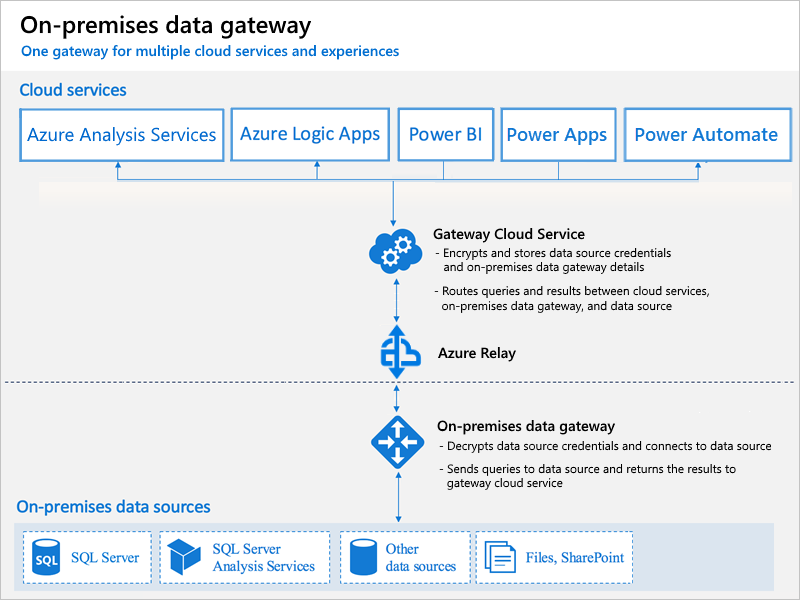 On-premises data gateway
One gateway for multiple cloud services and experiences
Cloud services
Azure Analysis Services
Azure Logic Apps
Power BI
Power Apps
Power Automate
Gateway Cloud Service
- Encrypts and stores data source credentials
and on-premises data gateway details
- Routes queries and results between cloud services,
on-premises data gateway, and data source
Azure Relay
On-premises data gateway
- Decrypts data source credentials and connects to data source
- Sends queries to data source and returns the results to
gateway cloud service
On-premises data sources
SQL
SQL Server
SQL Server
Analysis Services
Other
data sources
Files, SharePoint